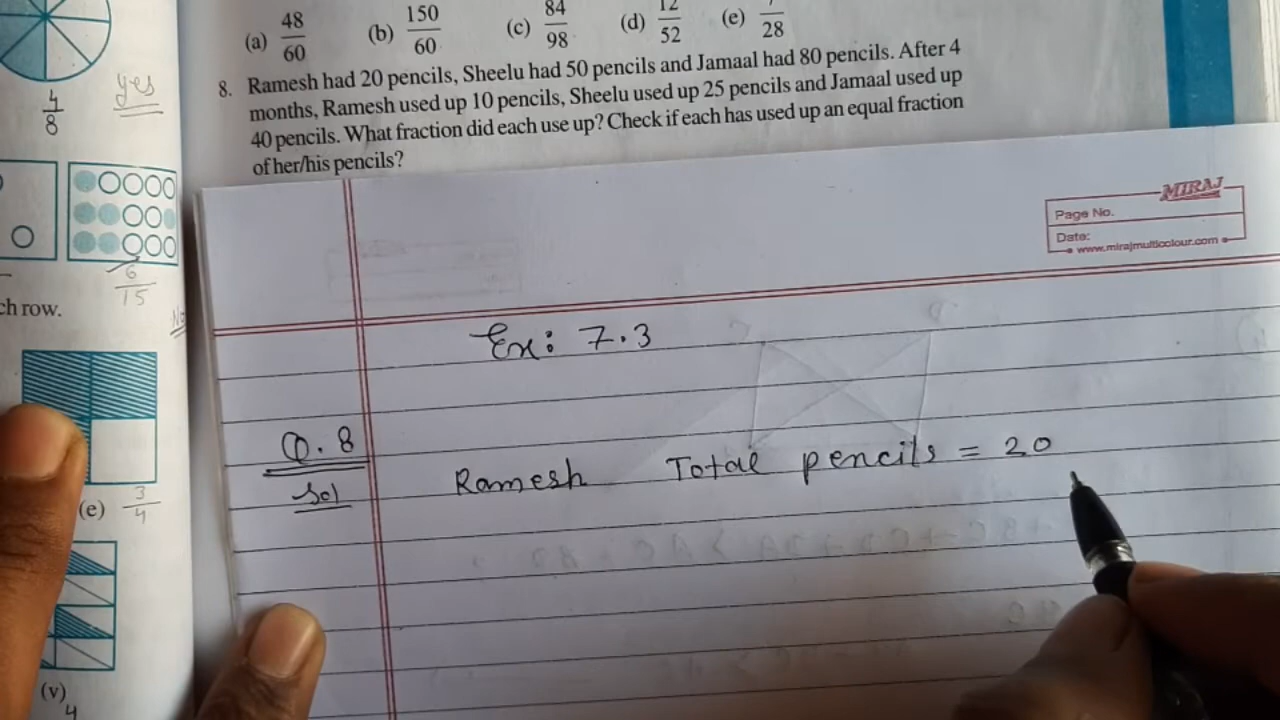 (a) 48/60 (b) 150/60 (c) 84/98 (d) 12/52 (e) 7/28
8. Ramesh had 20 pencils, Sheelu had 50 pencils and Jamaal had 80 pencils. After 4
months, Ramesh used up 10 pencils, Sheelu used up 25 pencils and Jamaal used up
40 pencils. What fraction did each use up? Check if each has used up an equal fraction
of her/his pencils?
yes
4/8
6/15
ch row.
(e) 3/4
(v)
4
MIRAJ
Page No.
Date:
www.mirajmulticolour.com
Ex: 7.3
Q. 8
Sol
Ramesh Total pencils = 20